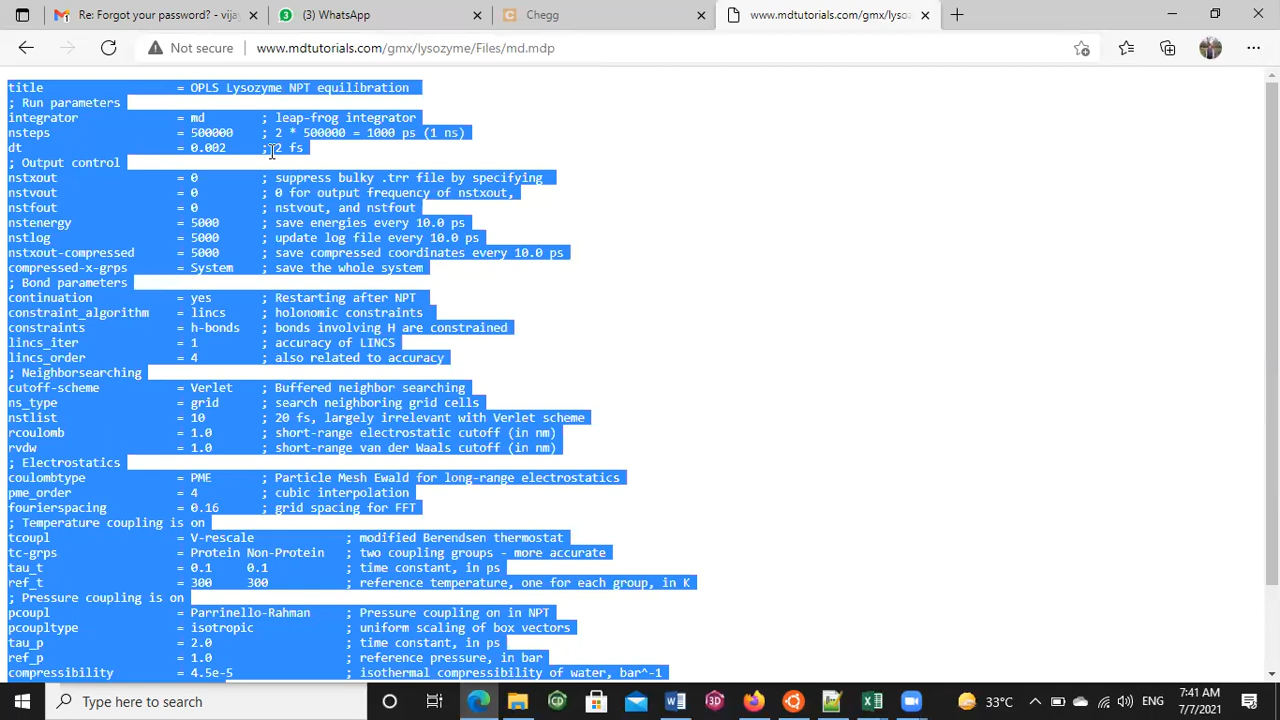 Re: Forgot your password? - vijay
(3) WhatsApp
Chegg
www.mdtutorials.com/gmx/lysozy
Not secure
www.mdtutorials.com/gmx/lysozyme/Files/md.mdp
title = OPLS Lysozyme NPT equilibration
; Run parameters
integrator = md ; leap-frog integrator
nsteps = 500000 ; 2 * 500000 = 1000 ps (1 ns)
dt = 0.002 ; 2 fs
; Output control
nstxout = 0 ; suppress bulky .trr file by specifying
nstvout = 0 ; 0 for output frequency of nstxout,
nstfout = 0 ; nstvout, and nstfout
nstenergy = 5000 ; save energies every 10.0 ps
nstlog = 5000 ; update log file every 10.0 ps
nstxout-compressed = 5000 ; save compressed coordinates every 10.0 ps
compressed-x-grps = System ; save the whole system
; Bond parameters
continuation = yes ; Restarting after NPT
constraint_algorithm = lincs ; holonomic constraints
constraints = h-bonds ; bonds involving H are constrained
lincs_iter = 1 ; accuracy of LINCS
lincs_order = 4 ; also related to accuracy
; Neighborsearching
cutoff-scheme = Verlet ; Buffered neighbor searching
ns_type = grid ; search neighboring grid cells
nstlist = 10 ; 20 fs, largely irrelevant with Verlet scheme
rcoulomb = 1.0 ; short-range electrostatic cutoff (in nm)
rvdw = 1.0 ; short-range van der Waals cutoff (in nm)
; Electrostatics
coulombtype = PME ; Particle Mesh Ewald for long-range electrostatics
pme_order = 4 ; cubic interpolation
fourierspacing = 0.16 ; grid spacing for FFT
; Temperature coupling is on
tcoupl = V-rescale ; modified Berendsen thermostat
tc-grps = Protein Non-Protein ; two coupling groups - more accurate
tau_t = 0.1 0.1 ; time constant, in ps
ref_t = 300 300 ; reference temperature, one for each group, in K
; Pressure coupling is on
pcoupl = Parrinello-Rahman ; Pressure coupling on in NPT
pcoupltype = isotropic ; uniform scaling of box vectors
tau_p = 2.0 ; time constant, in ps
ref_p = 1.0 ; reference pressure, in bar
compressibility = 4.5e-5 ; isothermal compressibility of water, bar^-1
Type here to search
33°C
ENG
7:41 AM
7/7/2021